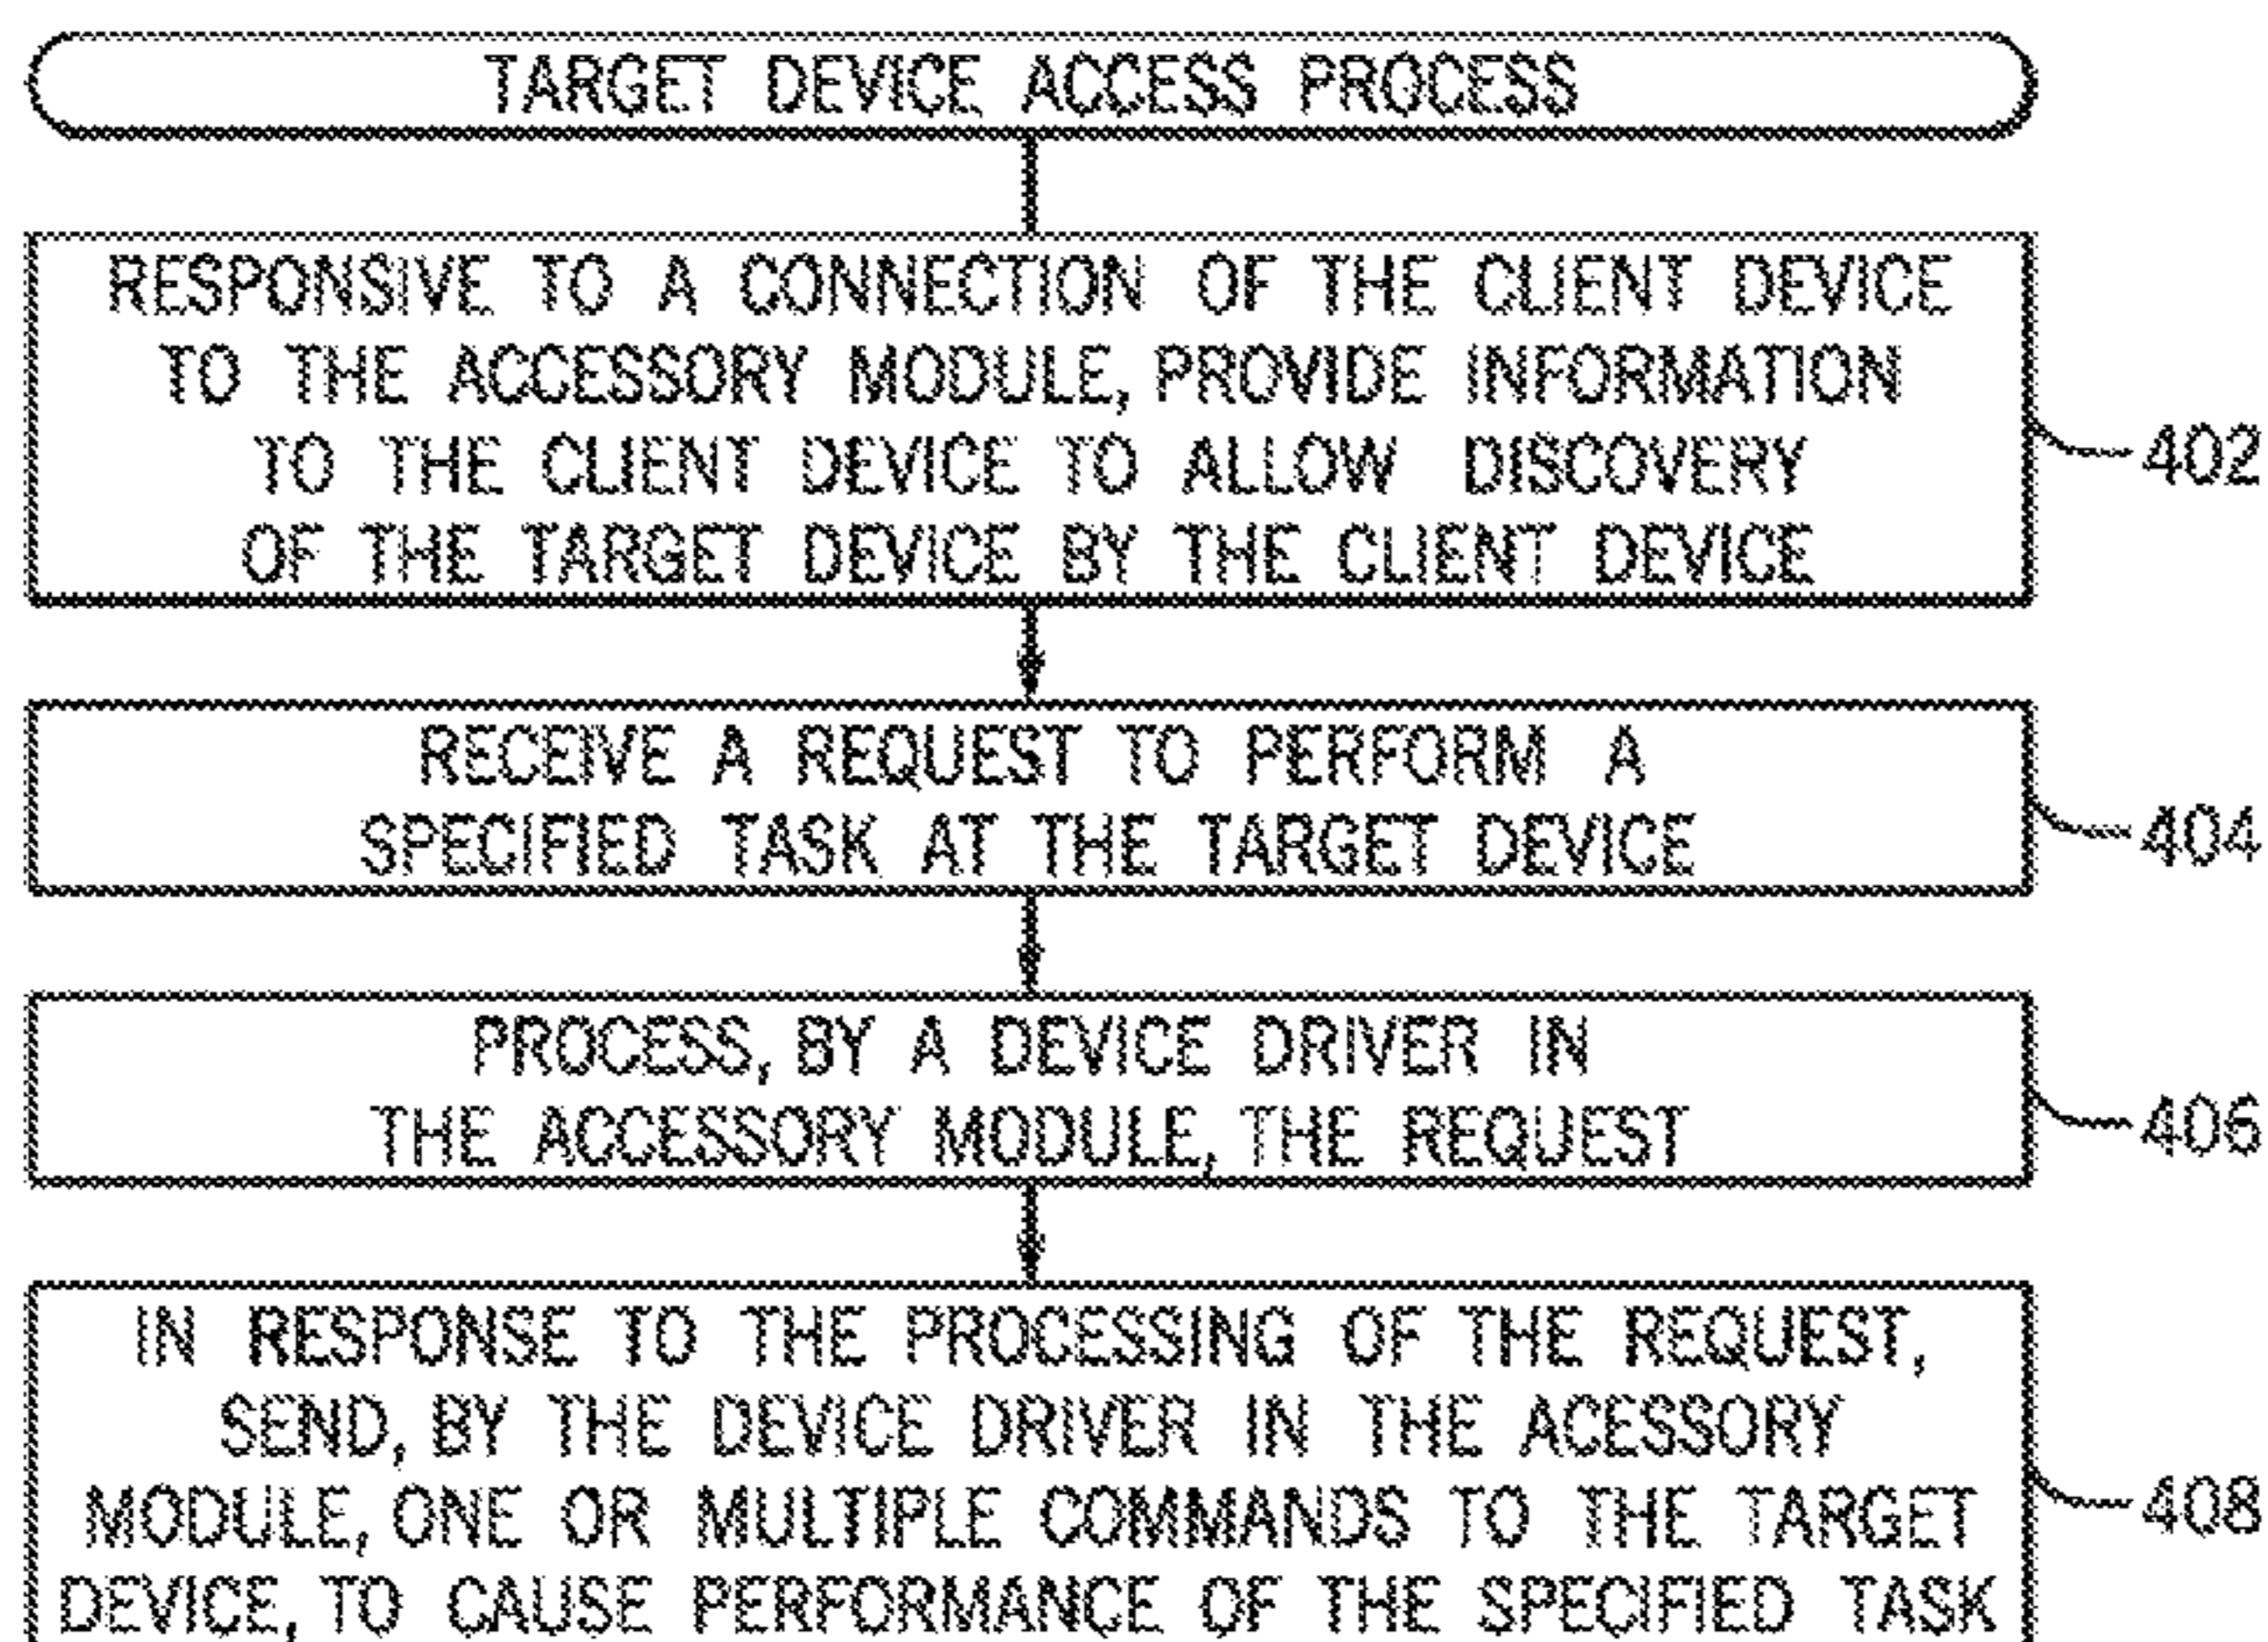 TARGET DEVICE ACCESS PROCESS
RESPONSIVE TO A CONNECTION OF THE CLIENT DEVICE
TO THE ACCESSORY MODULE, PROVIDE INFORMATION
TO THE CLIENT DEVICE TO ALLOW DISCOVERY
OF THE TARGET DEVICE BY THE CLIENT DEVICE
402
RECEIVE A REQUEST TO PERFORM A
SPECIFIED TASK AT THE TARGET DEVICE
404
PROCESS, BY A DEVICE DRIVER IN
THE ACCESSORY MODULE, THE REQUEST
406
IN RESPONSE TO THE PROCESSING OF THE REQUEST,
SEND, BY THE DEVICE DRIVER IN THE ACESSORY
MODULE, ONE OR MULTIPLE COMMANDS TO THE TARGET
DEVICE, TO CAUSE PERFORMANCE OF THE SPECIFIED TASK
408